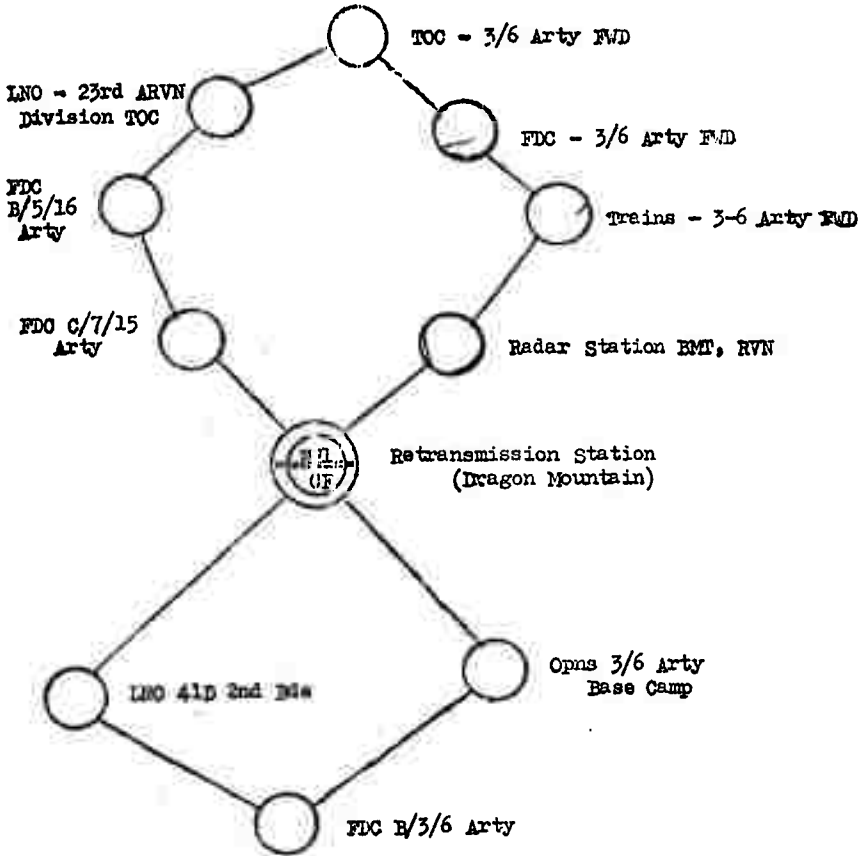 TOC - 3/6 Arty FWD
LNO - 23rd ARVN
Division TOC
FDC - 3/6 Arty FWD
FDC
B/5/16
Arty
Trains - 3-6 Arty FWD
FDC C/7/15
Arty
Radar Station BMT, RVN
Retransmission Station
(Dragon Mountain)
Opns 3/6 Arty
Base Camp
LNO 4ID 2nd Bde
FDC B/3/6 Arty